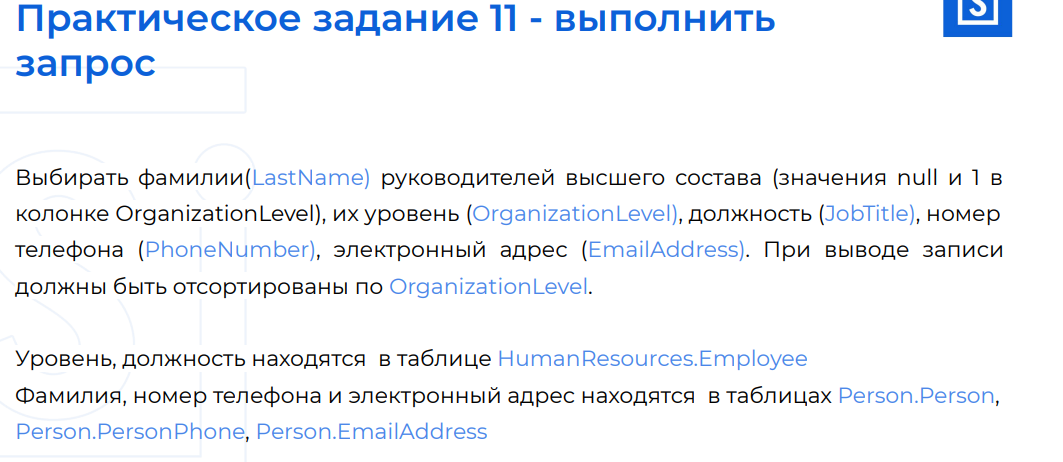 Практическое задание 11 - выполнить
запрос
Выбирать фамилии(LastName) руководителей высшего состава (значения null и 1 в
колонке OrganizationLevel), их уровень (OrganizationLevel), должность (JobTitle), номер
телефона (PhoneNumber), электронный адрес (EmailAddress). При выводе записи
должны быть отсортированы по OrganizationLevel.
Уровень, должность находятся в таблице HumanResources.Employee
Фамилия, номер телефона и электронный адрес находятся в таблицах Person.Person,
Person.PersonPhone, Person.EmailAddress